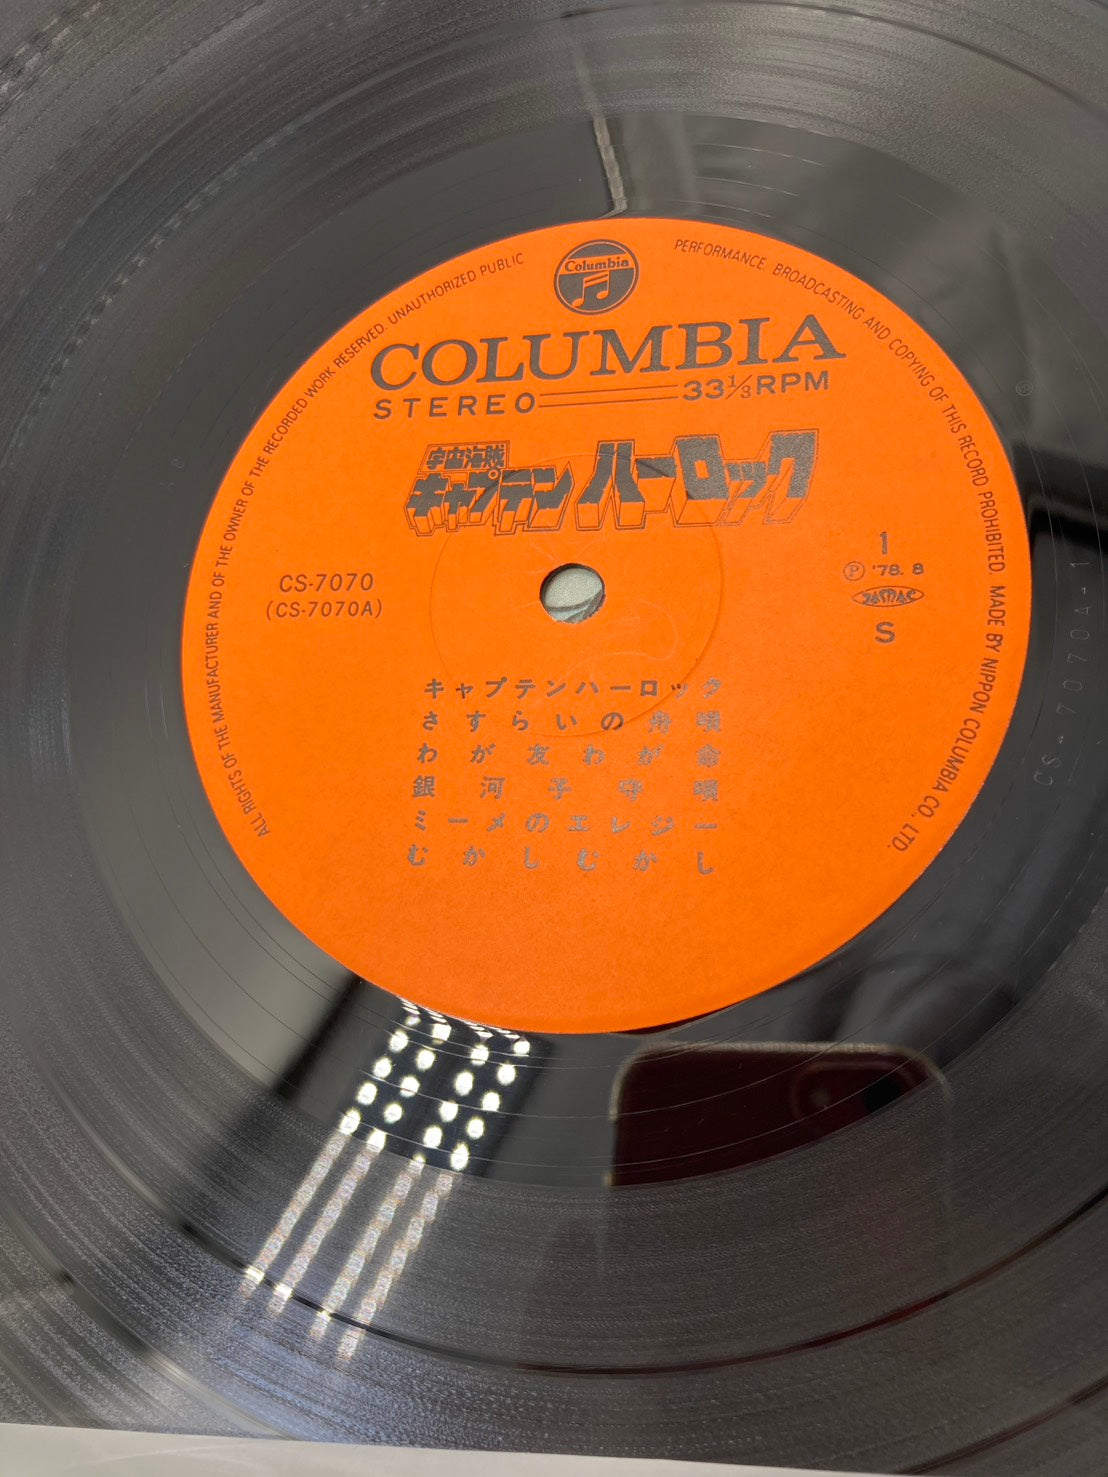 Columbia
COLUMBIA
STEREO 33 1/3 RPM
宇宙海賊
キャプテン ハーロック
CS-7070
(CS-7070A)
1
Ⓟ '78. 8
JASRAC
S
キャプテンハーロック
さすらいの舟唄
わが友わが命
銀河子守唄
ミーメのエレジー
むかしむかし
ALL RIGHTS OF THE MANUFACTURER AND OF THE OWNER OF THE RECORDED WORK RESERVED. UNAUTHORIZED PUBLIC PERFORMANCE. BROADCASTING AND COPYING OF THIS RECORD PROHIBITED. MADE BY NIPPON COLUMBIA CO., LTD.
CS-7070A-1